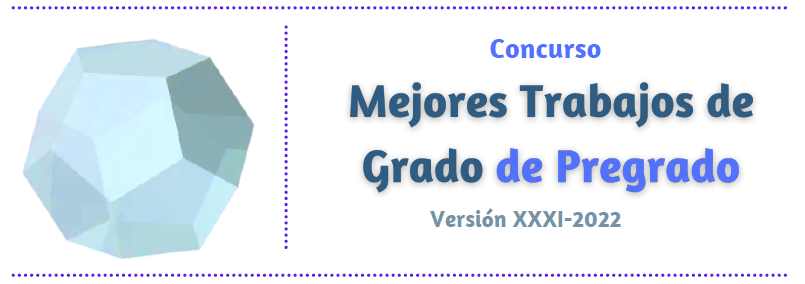 Concurso
Mejores Trabajos de
Grado de Pregrado
Versión XXXI-2022